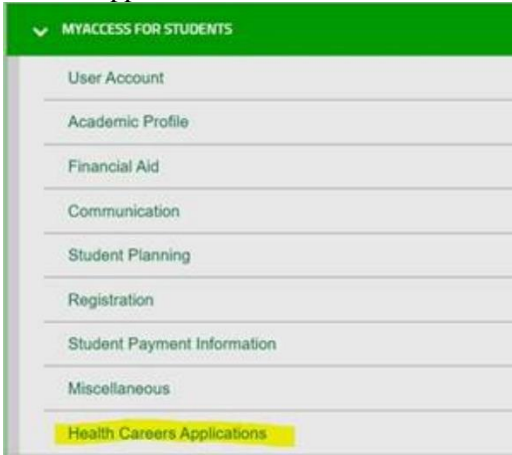 MYACCESS FOR STUDENTS
User Account
Academic Profile
Financial Aid
Communication
Student Planning
Registration
Student Payment Information
Miscellaneous
Health Careers Applications